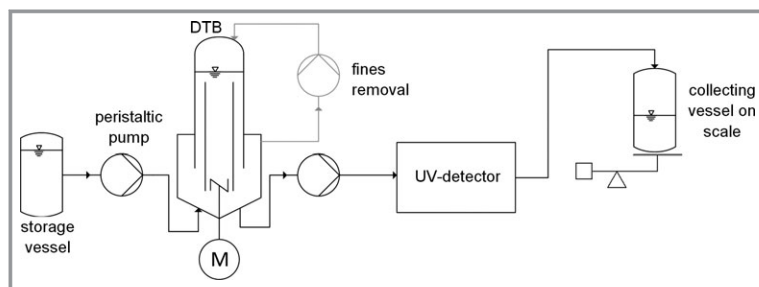 DTB
fines
removal
peristaltic
pump
collecting
vessel on
scale
UV-detector
storage
vessel
M